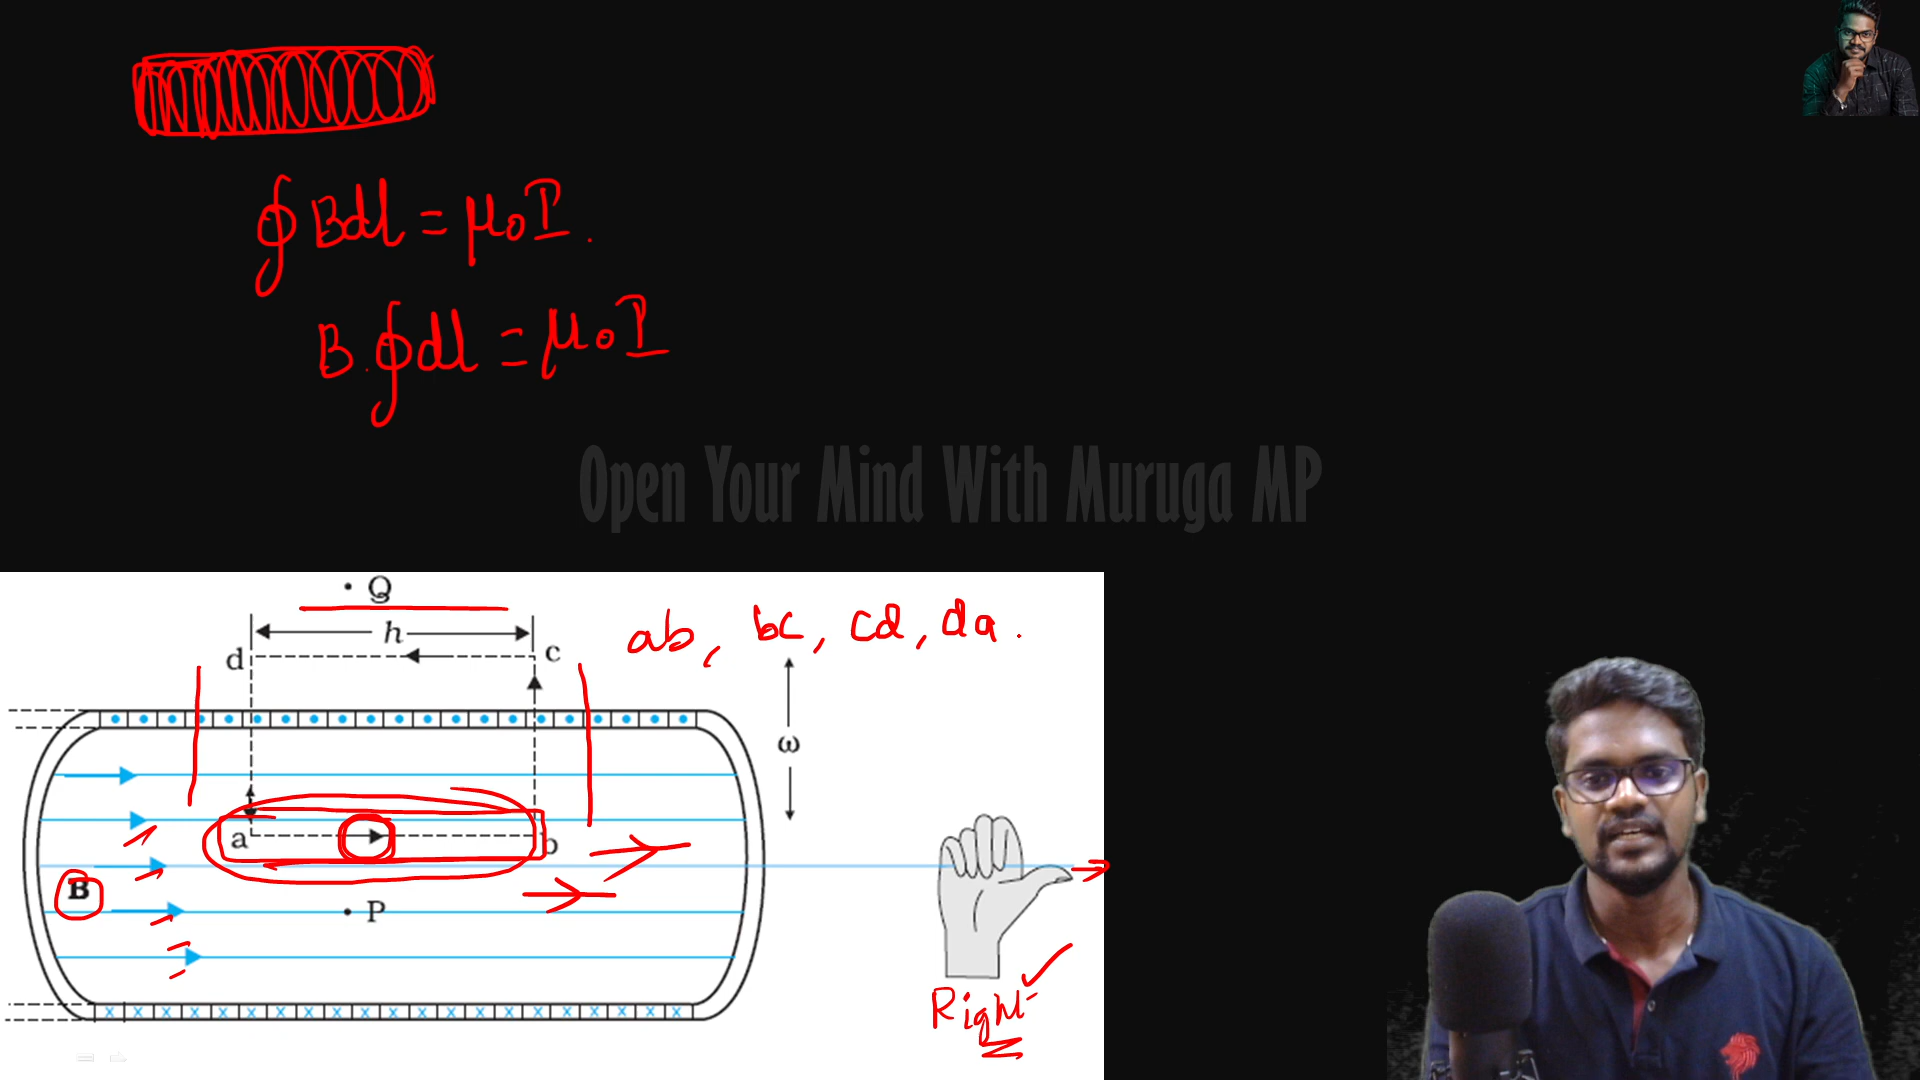 ∮Bdl = μ₀I.
B.∮dl = μ₀I
Open Your Mind With Muruga MP
• Q
h
ab, bc, cd, da.
d
c
ω
a
b
B
• P
Right